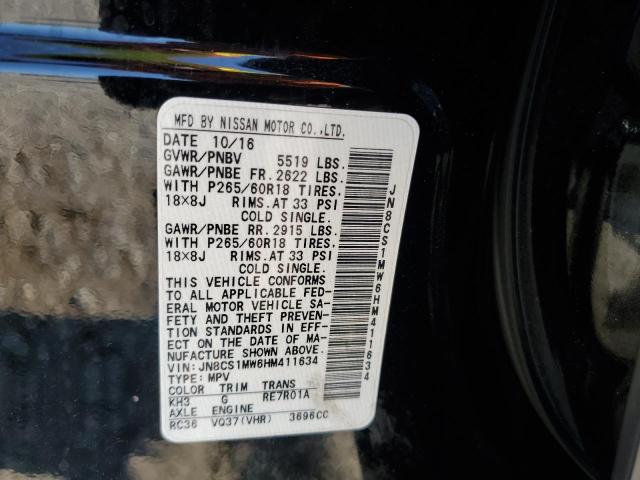 MFD BY NISSAN MOTOR CO.,LTD.
DATE 10/16
GVWR/PNBV 5519 LBS.
GAWR/PNBE FR. 2622 LBS.
WITH P265/60R18 TIRES,
18×8J RIMS.AT 33 PSI
COLD SINGLE.
GAWR/PNBE RR. 2915 LBS.
WITH P265/60R18 TIRES,
18×8J RIMS.AT 33 PSI
COLD SINGLE.
THIS VEHICLE CONFORMS
TO ALL APPLICABLE FED-
ERAL MOTOR VEHICLE SA-
FETY AND THEFT PREVEN-
TION STANDARDS IN EFF-
ECT ON THE DATE OF MA-
NUFACTURE SHOWN ABOVE.
VIN: JN8CS1MW6HM411634
TYPE: MPV
COLOR TRIM TRANS
KH3 G RE7R01A
AXLE ENGINE
RC36 VQ37(VHR) 3696CC
JN8CS1MW6HM411634